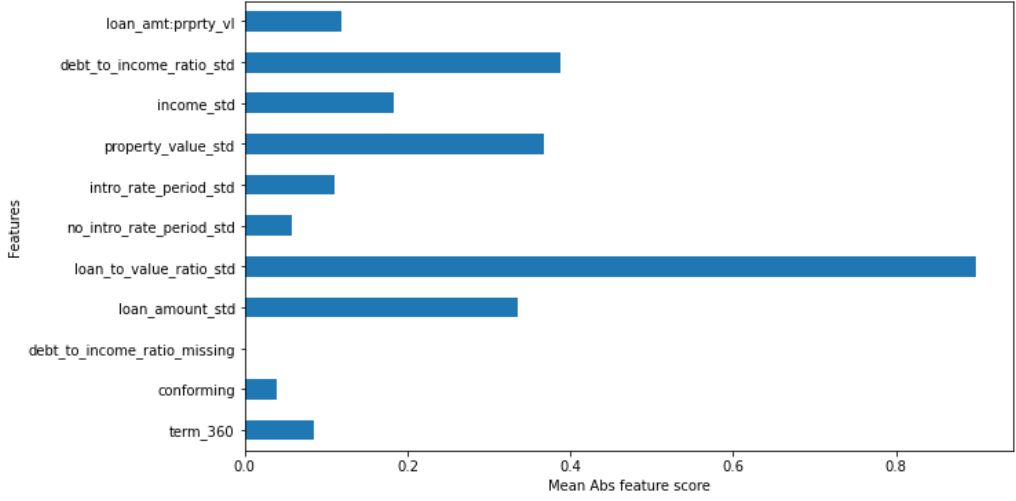 loan_amt:prprty_vl
debt_to_income_ratio_std
income_std
property_value_std
intro_rate_period_std
no_intro_rate_period_std
loan_to_value_ratio_std
loan_amount_std
debt_to_income_ratio_missing
conforming
term_360
Features
0.0 0.2 0.4 0.6 0.8
Mean Abs feature score